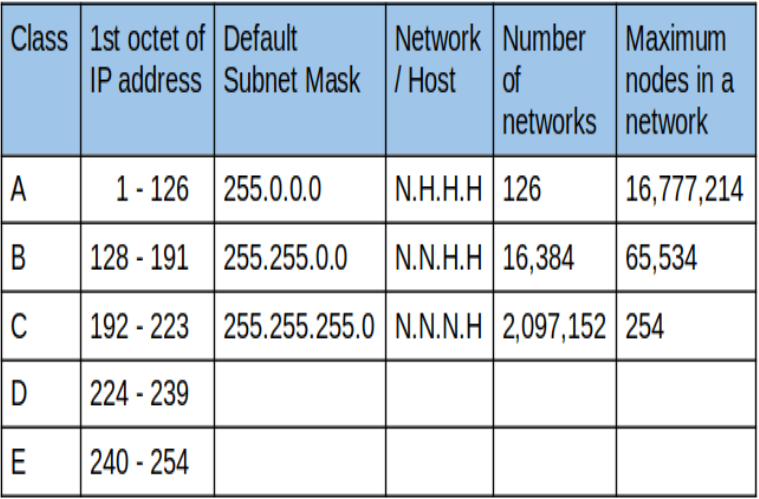 Class 1st octet of Default Network Number Maximum
IP address Subnet Mask / Host of nodes in a
networks network
A 1 - 126 255.0.0.0 N.H.H.H 126 16,777,214
B 128 - 191 255.255.0.0 N.N.H.H 16,384 65,534
C 192 - 223 255.255.255.0 N.N.N.H 2,097,152 254
D 224 - 239
E 240 - 254